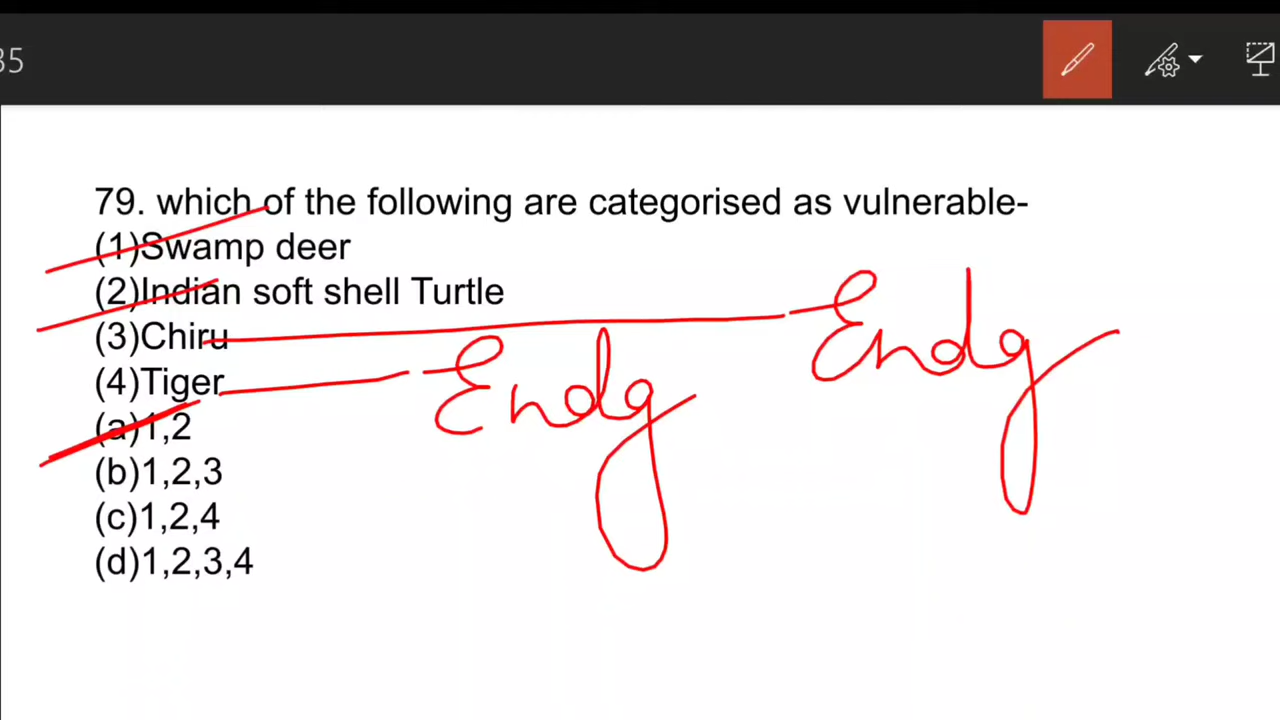 35
79. which of the following are categorised as vulnerable-
(1)Swamp deer
(2)Indian soft shell Turtle
(3)Chiru Endg
(4)Tiger Endg
(a)1,2
(b)1,2,3
(c)1,2,4
(d)1,2,3,4